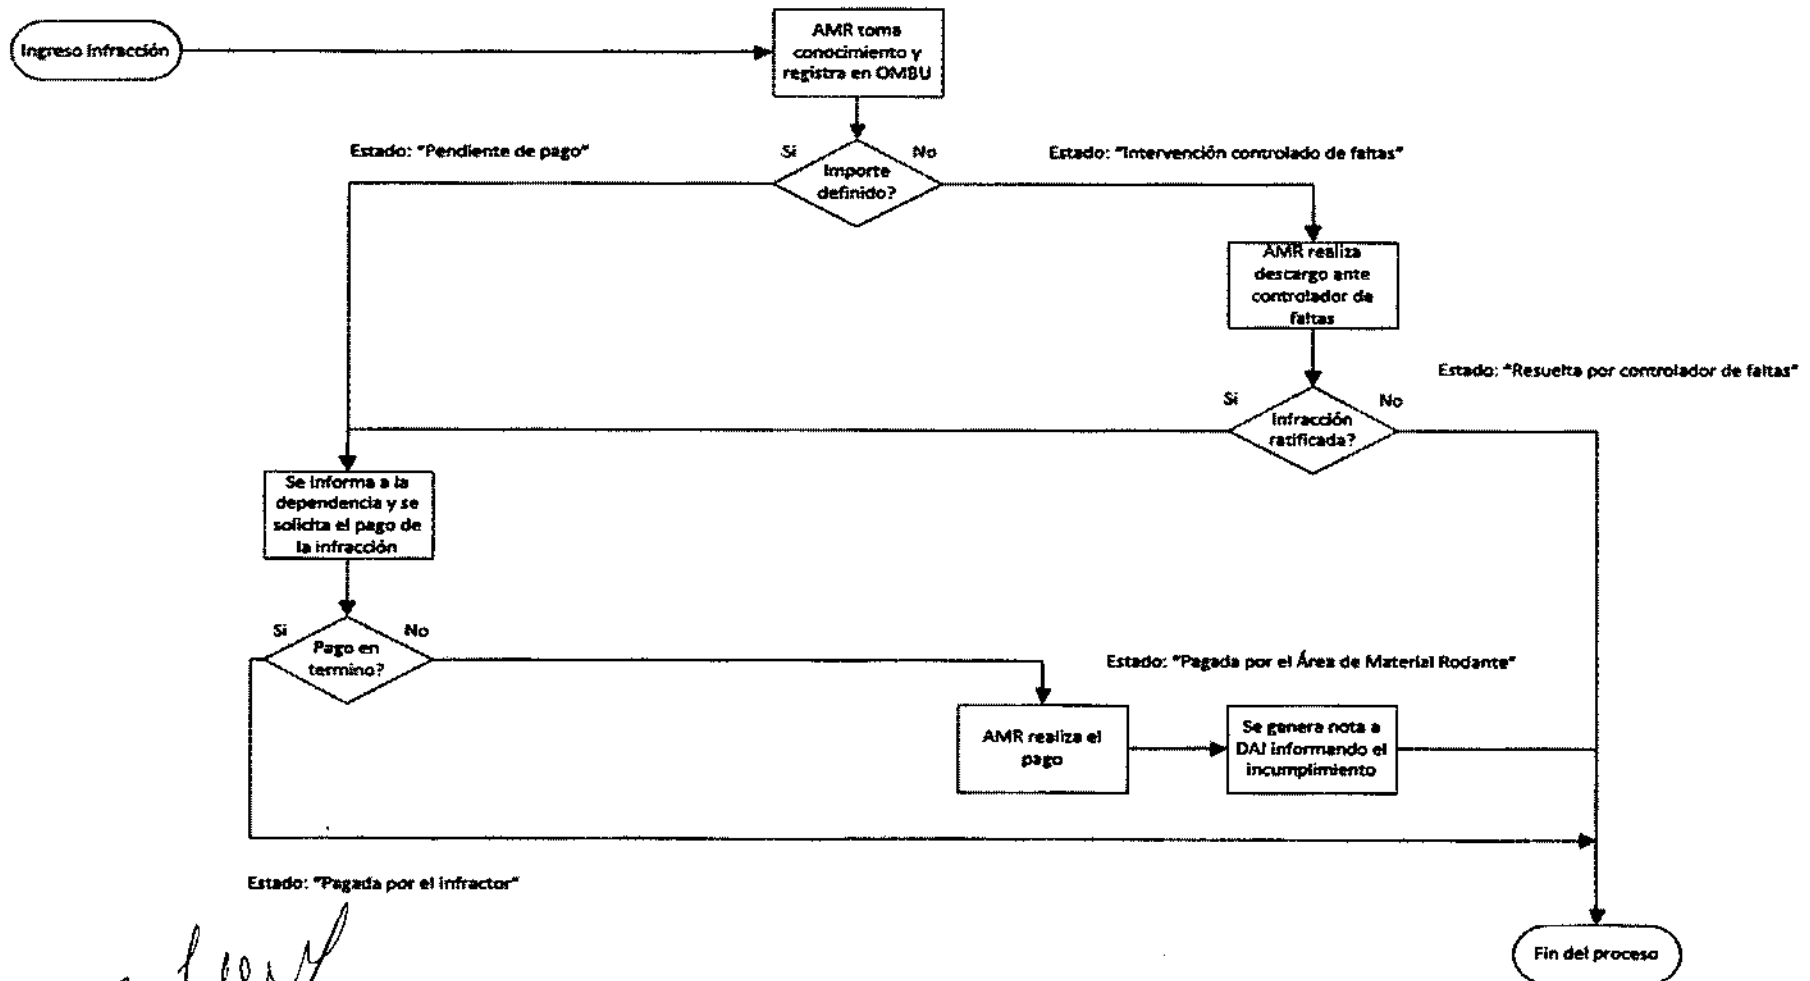 Ingreso infracción
AMR toma
conocimiento y
registra en OMBU
Estado: "Pendiente de pago"
Si
No
Estado: "Intervención controlado de faltas"
Importe
definido?
AMR realiza
descargo ante
controlador de
faltas
Estado: "Resuelta por controlador de faltas"
Si
No
Infracción
ratificada?
Se informa a la
dependencia y se
solicita el pago de
la infracción
Si
No
Pago en
termino?
Estado: "Pagada por el Área de Material Rodante"
AMR realiza el
pago
Se genera nota a
DAJ informando el
incumplimiento
Estado: "Pagada por el infractor"
Fin del proceso